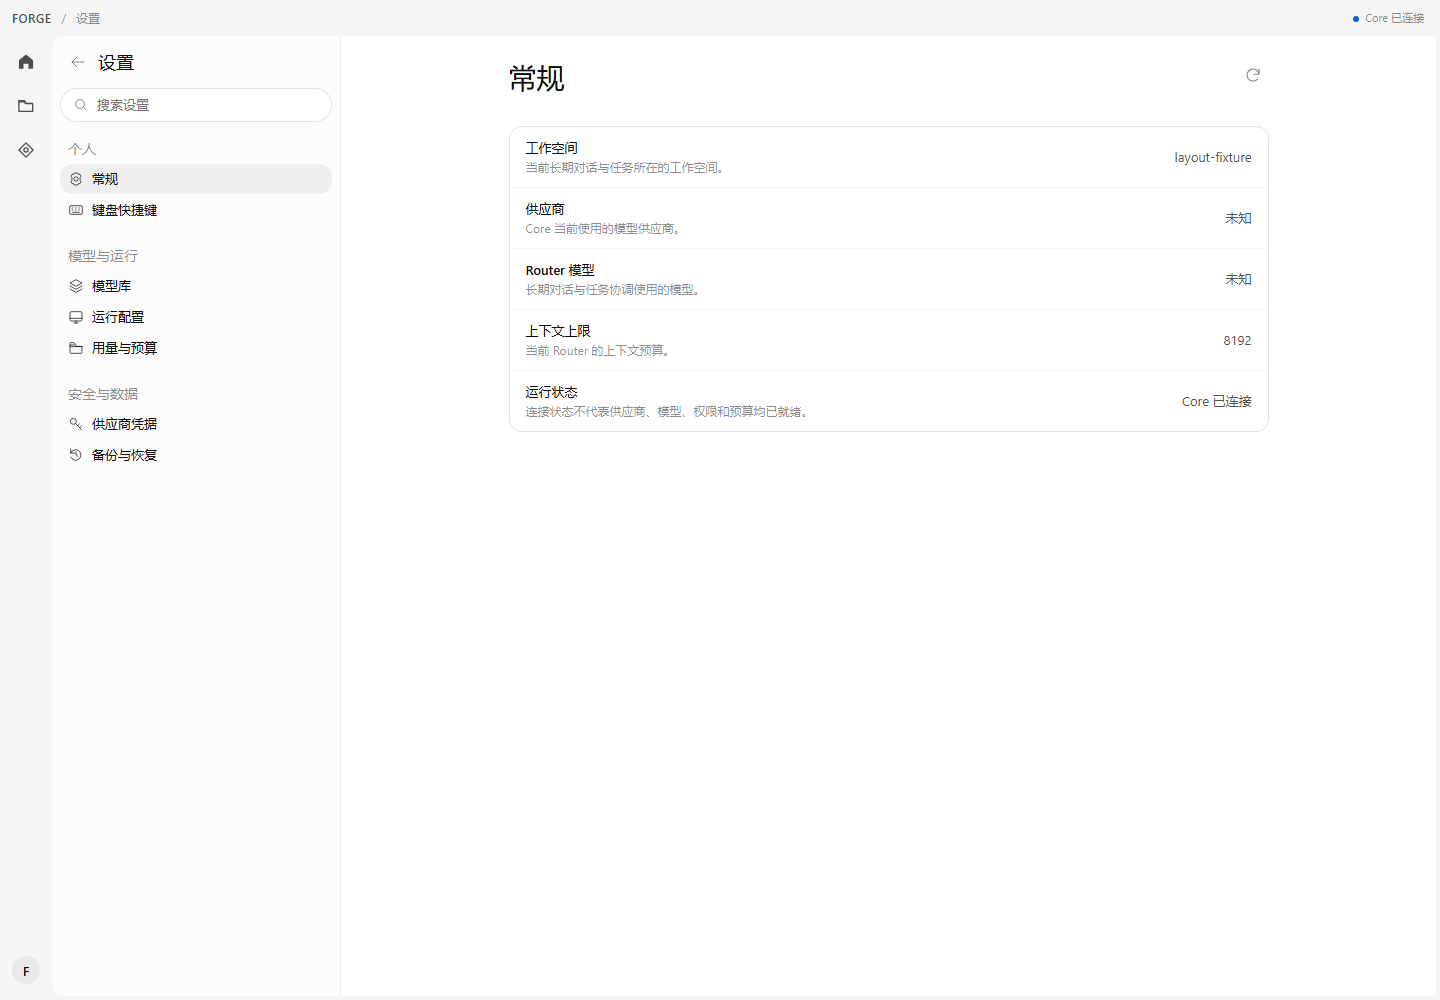 FORGE / 设置
Core 已连接
设置
搜索设置
个人
常规
键盘快捷键
模型与运行
模型库
运行配置
用量与预算
安全与数据
供应商凭据
备份与恢复
F
常规
工作空间
当前长期对话与任务所在的工作空间。
layout-fixture
供应商
Core 当前使用的模型供应商。
未知
Router 模型
长期对话与任务协调使用的模型。
未知
上下文上限
当前 Router 的上下文预算。
8192
运行状态
连接状态不代表供应商、模型、权限和预算均已就绪。
Core 已连接